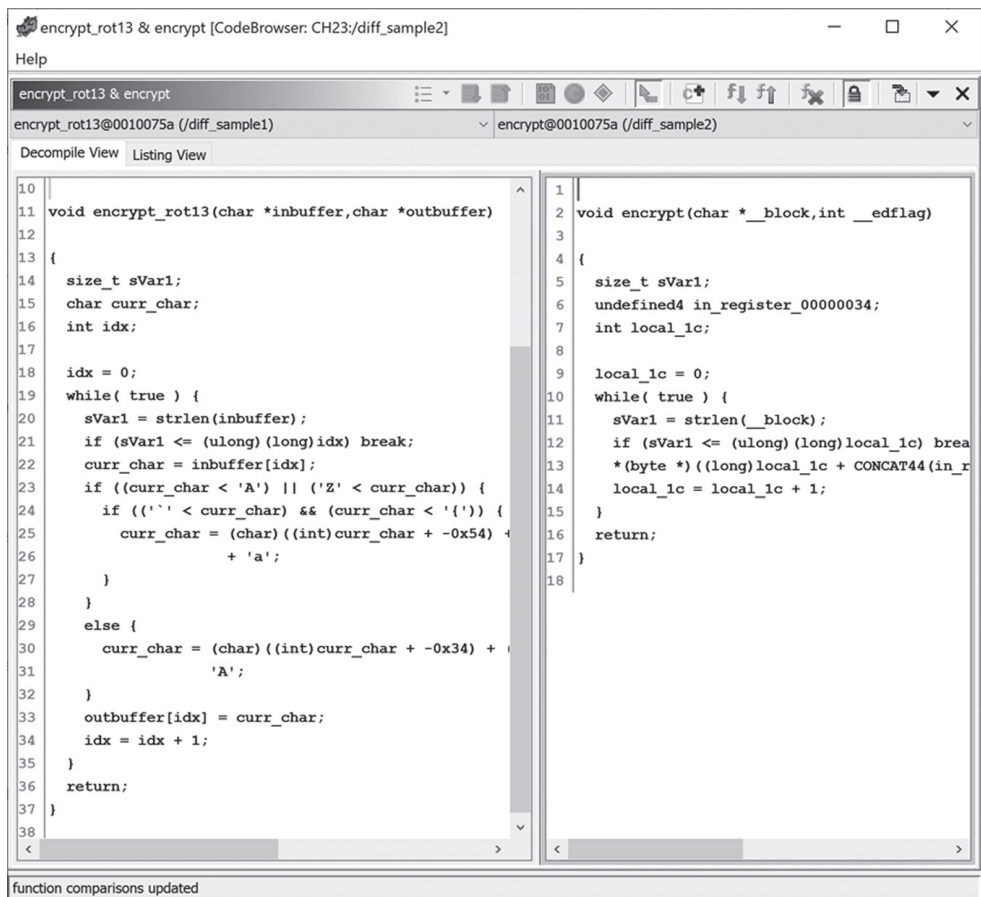 encrypt_rot13 & encrypt [CodeBrowser: CH23:/diff_sample2]
Help
encrypt_rot13 & encrypt
encrypt_rot13@0010075a (/diff_sample1)
encrypt@0010075a (/diff_sample2)
Decompile View
Listing View
10
11 void encrypt_rot13(char *inbuffer,char *outbuffer)
12
13 {
14 size_t sVar1;
15 char curr_char;
16 int idx;
17
18 idx = 0;
19 while( true ) {
20 sVar1 = strlen(inbuffer);
21 if (sVar1 <= (ulong)(long)idx) break;
22 curr_char = inbuffer[idx];
23 if ((curr_char < 'A') || ('Z' < curr_char)) {
24 if (('`' < curr_char) && (curr_char < '{')) {
25 curr_char = (char)((int)curr_char + -0x54) +
26 + 'a';
27 }
28 }
29 else {
30 curr_char = (char)((int)curr_char + -0x34) + (
31 'A';
32 }
33 outbuffer[idx] = curr_char;
34 idx = idx + 1;
35 }
36 return;
37 }
38
1
2 void encrypt(char *__block,int __edflag)
3
4 {
5 size_t sVar1;
6 undefined4 in_register_00000034;
7 int local_1c;
8
9 local_1c = 0;
10 while( true ) {
11 sVar1 = strlen(__block);
12 if (sVar1 <= (ulong)(long)local_1c) brea
13 *(byte *)((long)local_1c + CONCAT44(in_r
14 local_1c = local_1c + 1;
15 }
16 return;
17 }
18
function comparisons updated